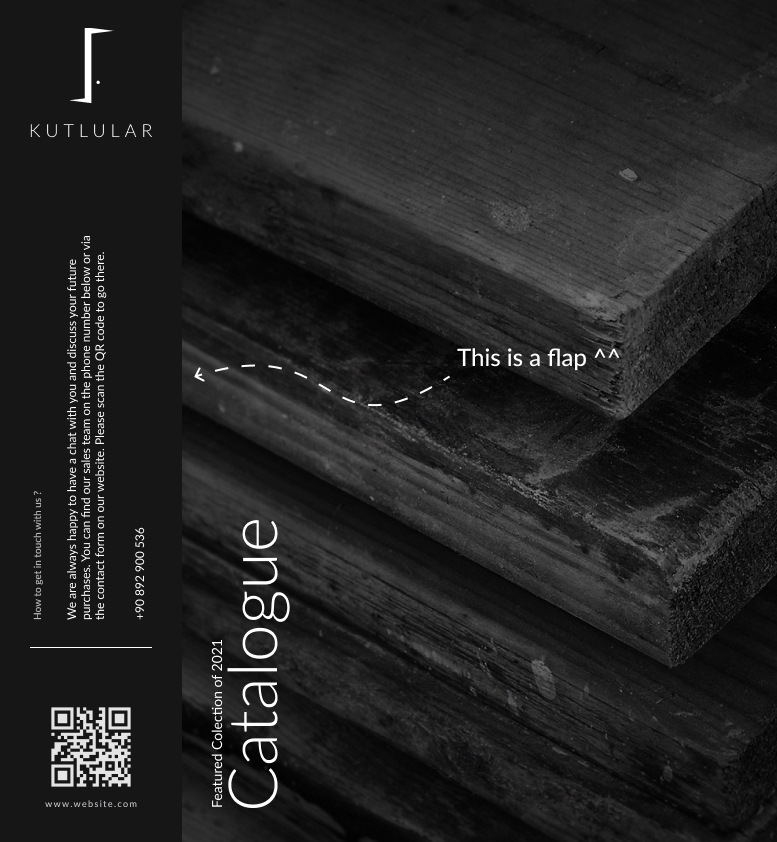 KUTLULAR
How to get in touch with us ?
We are always happy to have a chat with you and discuss your future
purchases. You can find our sales team on the phone number below or via
the contact form on our website. Please scan the QR code to go there.
+90 892 900 536
www.website.com
This is a flap ^^
Featured Colection of 2021
Catalogue